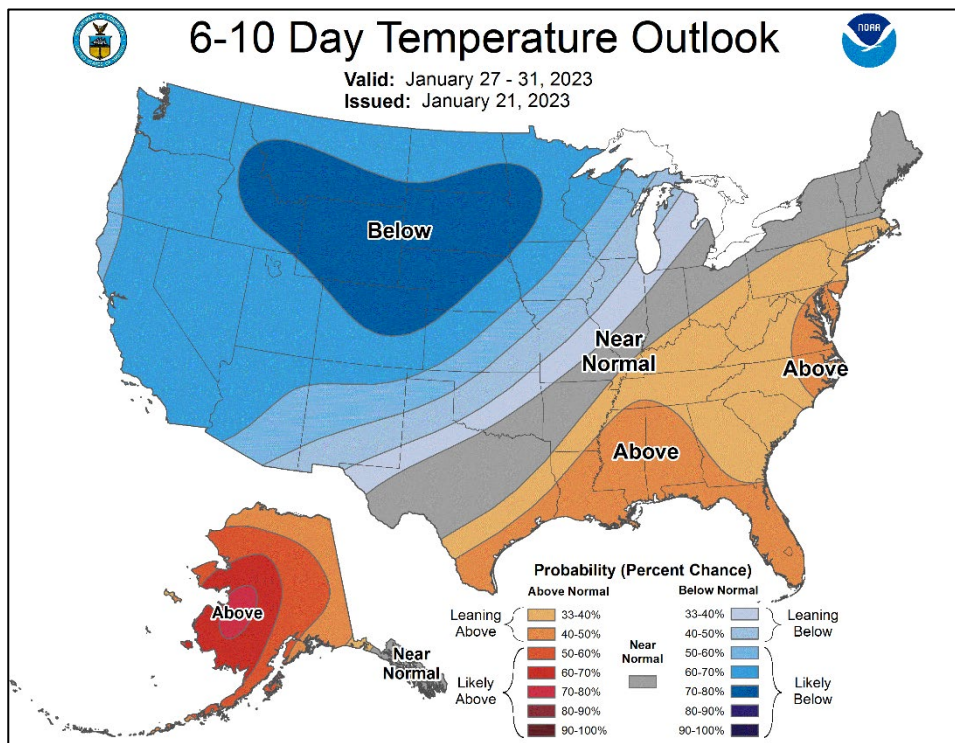 6-10 Day Temperature Outlook
NOAA
Valid: January 27 - 31, 2023
Issued: January 21, 2023
Below
Near
Normal
Above
Above
Above
Near
Normal
Probability (Percent Chance)
Above Normal
Below Normal
Leaning
Above
33-40%
40-50%
Near
Normal
33-40%
40-50%
Leaning
Below
Likely
Above
50-60%
60-70%
70-80%
80-90%
90-100%
50-60%
60-70%
70-80%
80-90%
90-100%
Likely
Below